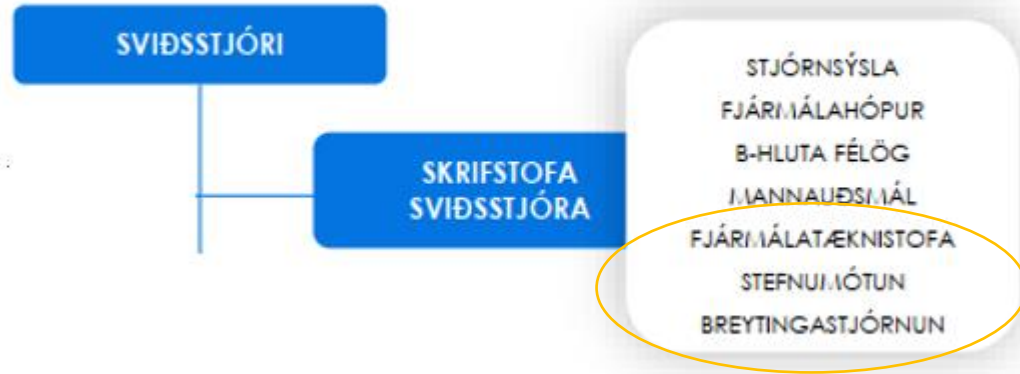 SVIÐSSTJÓRI
SKRIFSTOFA
SVIÐSSTJÓRA
STJÓRNSÝSLA
FJÁRMÁLAHÓPUR
B-HLUTA FÉLÖG
MANNAUÐSMÁL
FJÁRMÁLATÆKNISTOFA
STEFNUMÓTUN
BREYTINGASTJÓRNUN